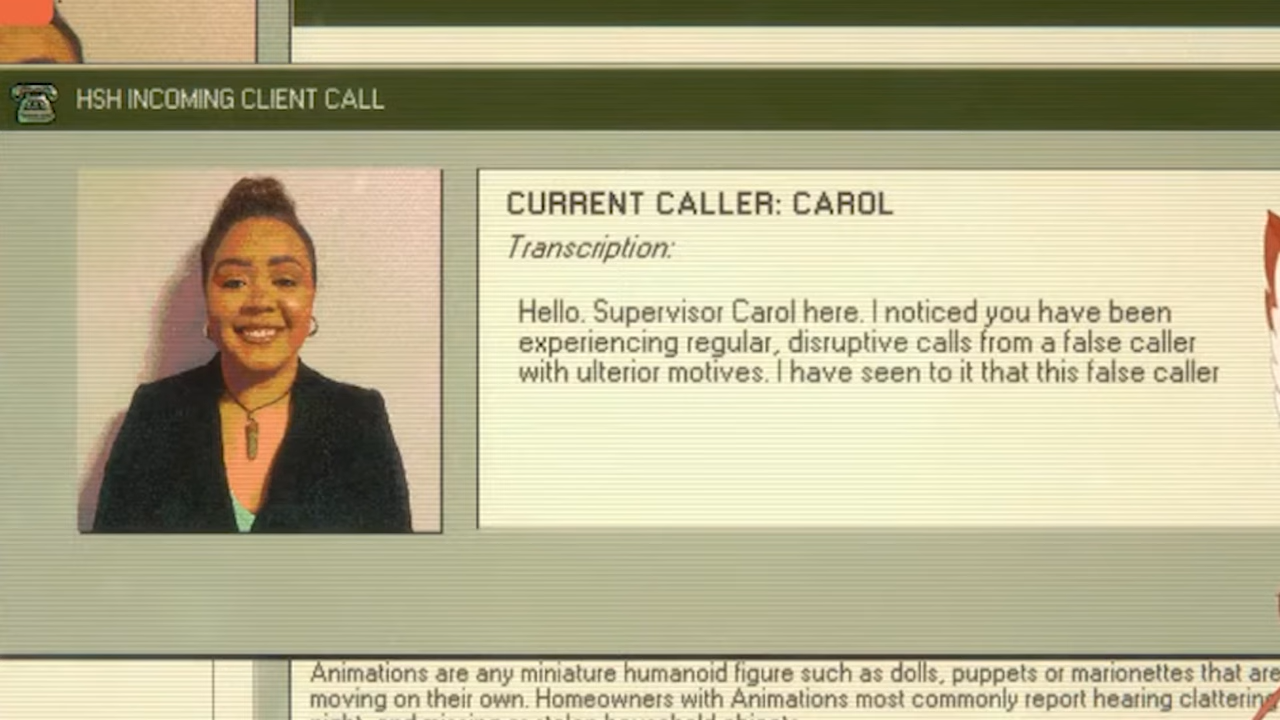 HSH INCOMING CLIENT CALL
CURRENT CALLER: CAROL
Transcription:
Hello. Supervisor Carol here. I noticed you have been
experiencing regular, disruptive calls from a false caller
with ulterior motives. I have seen to it that this false caller
Animations are any miniature humanoid figure such as dolls, puppets or marionettes that are
moving on their own. Homeowners with Animations most commonly report hearing clattering